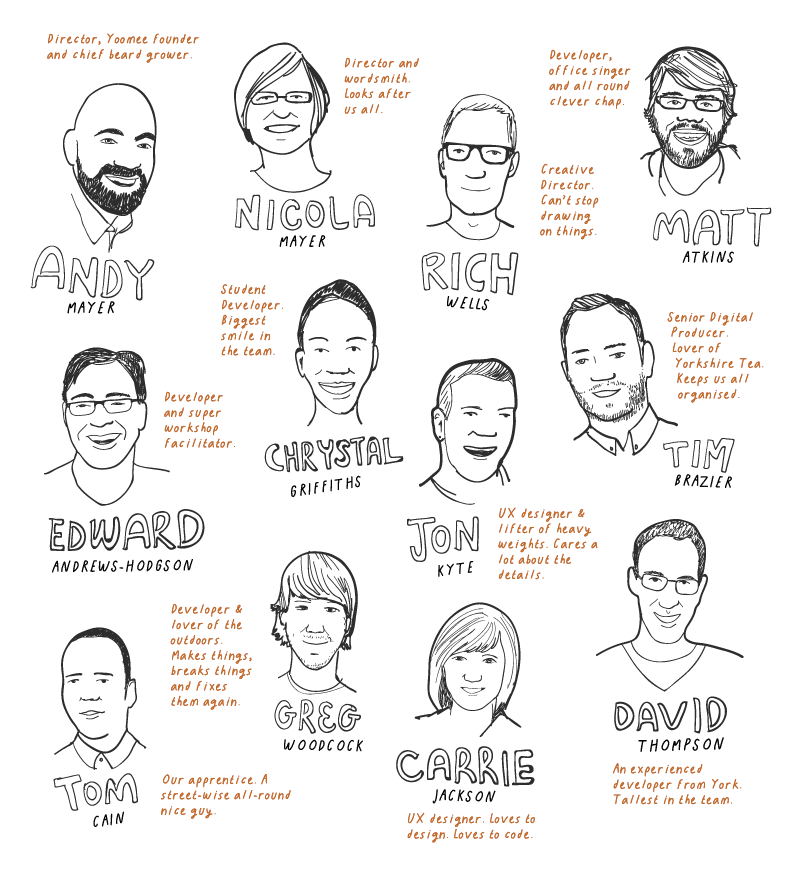 Director, Yoomee founder
and chief beard grower.
ANDY
MAYER
Director and
wordsmith.
Looks after
us all.
NICOLA
MAYER
Creative
Director.
Can't stop
drawing
on things.
RICH
WELLS
Developer,
office singer
and all round
clever chap.
MATT
ATKINS
Developer
and super
workshop
facilitator.
EDWARD
ANDREWS-HODGSON
Student
Developer.
Biggest
smile in
the team.
CHRYSTAL
GRIFFITHS
UX designer &
lifter of heavy
weights. Cares a
lot about the
details.
JON
KYTE
Senior Digital
Producer.
Lover of
Yorkshire Tea.
Keeps us all
organised.
TIM
BRAZIER
TOM
CAIN
Our apprentice. A
street-wise all-round
nice guy.
Developer &
lover of the
outdoors.
Makes things,
breaks things
and fixes
them again.
GREG
WOODCOCK
CARRIE
JACKSON
UX designer. Loves to
design. Loves to code.
DAVID
THOMPSON
An experienced
developer from York.
Tallest in the team.